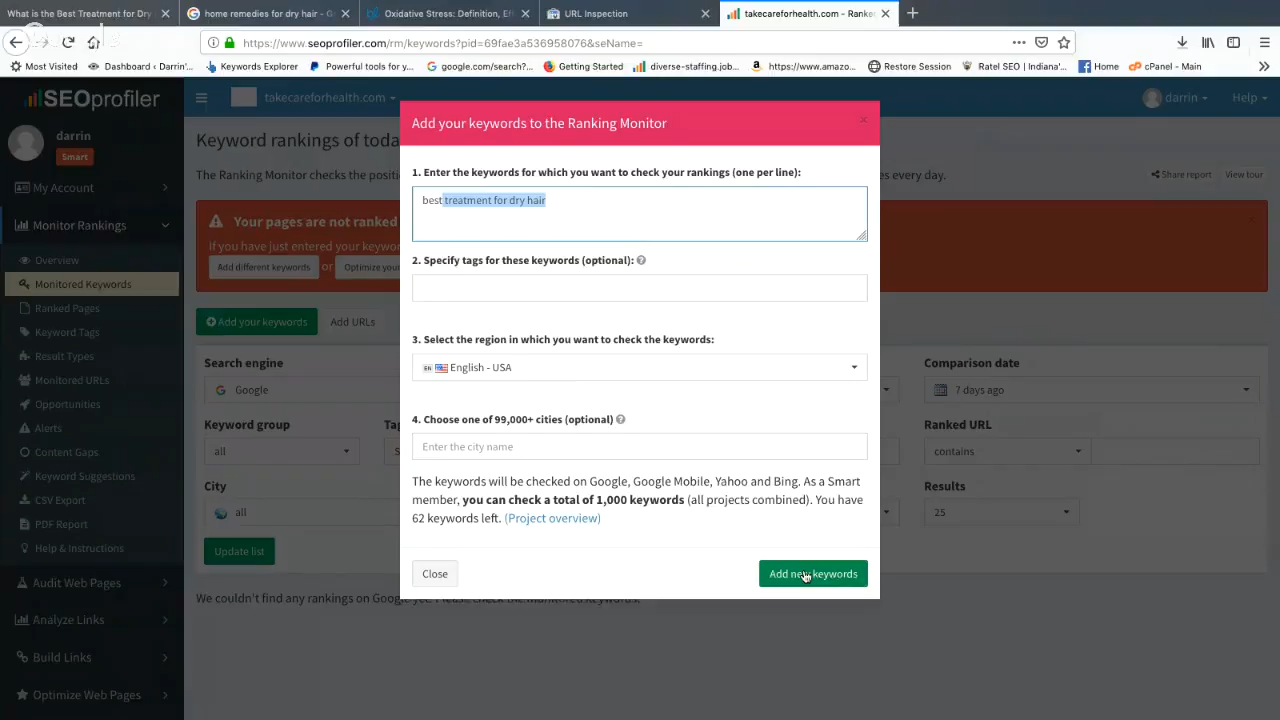 What is the Best Treatment for Dry
home remedies for dry hair - G
Oxidative Stress: Definition, Ef
URL Inspection
takecareforhealth.com - Ranke
https://www.seoprofiler.com/rm/keywords?pid=69fae3a536958076&seName=
Most Visited
Dashboard ‹ Darrin'...
Keywords Explorer
Powerful tools for y...
google.com/search?...
Getting Started
diverse-staffing.job...
https://www.amazo...
Restore Session
Ratel SEO | Indiana'...
Home
cPanel - Main
SEOprofiler
takecareforhealth.com
darrin
Help
darrin
Smart
My Account
Monitor Rankings
Overview
Monitored Keywords
Ranked Pages
Keyword Tags
Result Types
Monitored URLs
Opportunities
Alerts
Content Gaps
Keyword Suggestions
CSV Export
PDF Report
Help & Instructions
Audit Web Pages
Analyze Links
Build Links
Optimize Web Pages
Keyword rankings of toda
The Ranking Monitor checks the positi
es every day.
Share report
View tour
Your pages are not ranked
If you have just entered your keywor
Add different keywords
or
Optimize your
Add your keywords
Add URLs
Search engine
Google
Comparison date
7 days ago
Keyword group
all
Ranked URL
contains
City
all
Results
25
Update list
We couldn't find any rankings on Google yet. Please check the monitored keywords.
Add your keywords to the Ranking Monitor
×
1. Enter the keywords for which you want to check your rankings (one per line):
best treatment for dry hair
2. Specify tags for these keywords (optional):
3. Select the region in which you want to check the keywords:
EN English - USA
4. Choose one of 99,000+ cities (optional)
Enter the city name
The keywords will be checked on Google, Google Mobile, Yahoo and Bing. As a Smart
member, you can check a total of 1,000 keywords (all projects combined). You have
62 keywords left. (Project overview)
Close
Add new keywords